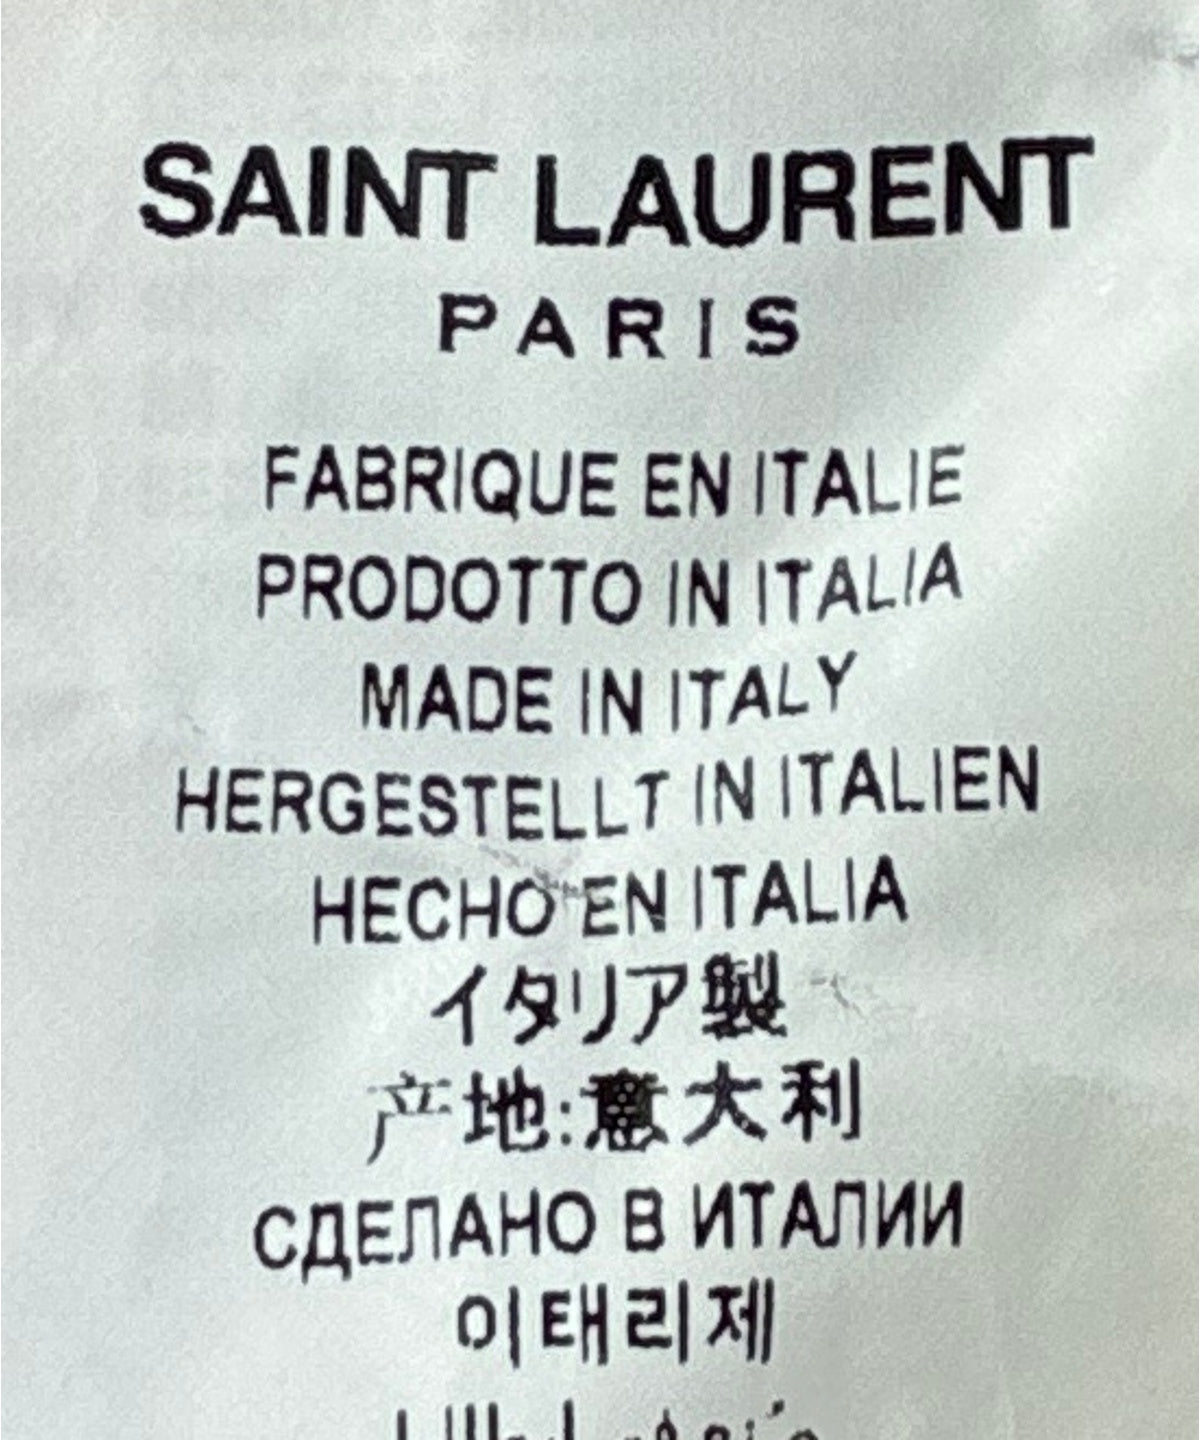 SAINT LAURENT
PARIS
FABRIQUE EN ITALIE
PRODOTTO IN ITALIA
MADE IN ITALY
HERGESTELLT IN ITALIEN
HECHO EN ITALIA
イタリア製
产地:意大利
СДЕЛАНО В ИТАЛИИ
이태리제